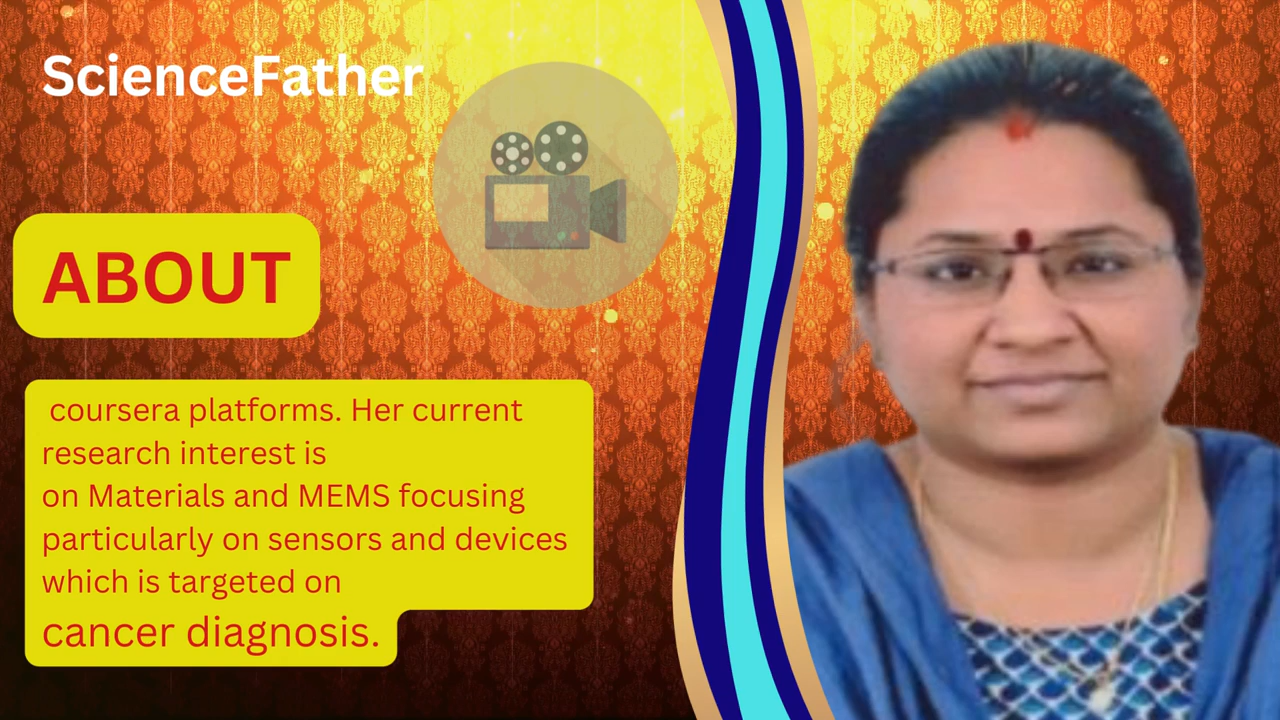 ScienceFather
ABOUT
coursera platforms. Her current
research interest is
on Materials and MEMS focusing
particularly on sensors and devices
which is targeted on
cancer diagnosis.